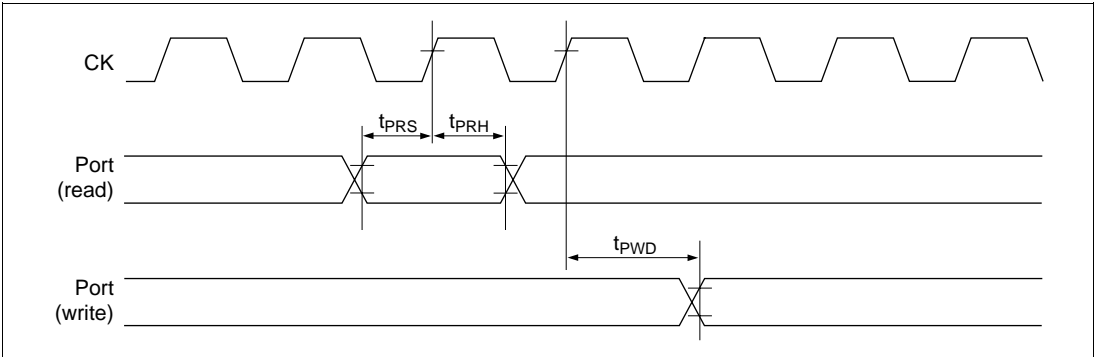 CK
tPRS
tPRH
Port
(read)
tPWD
Port
(write)